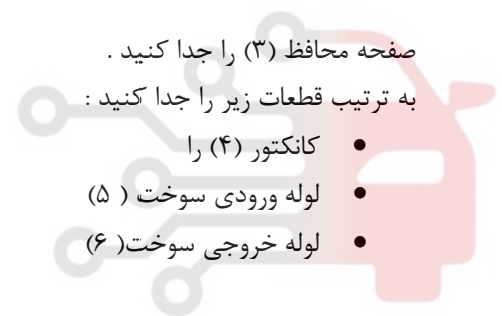 صفحه محافظ (۳) را جدا کنید .
به ترتیب قطعات زیر را جدا کنید :
• کانکتور (۴) را
• لوله ورودی سوخت ( ۵)
• لوله خروجی سوخت( ۶)